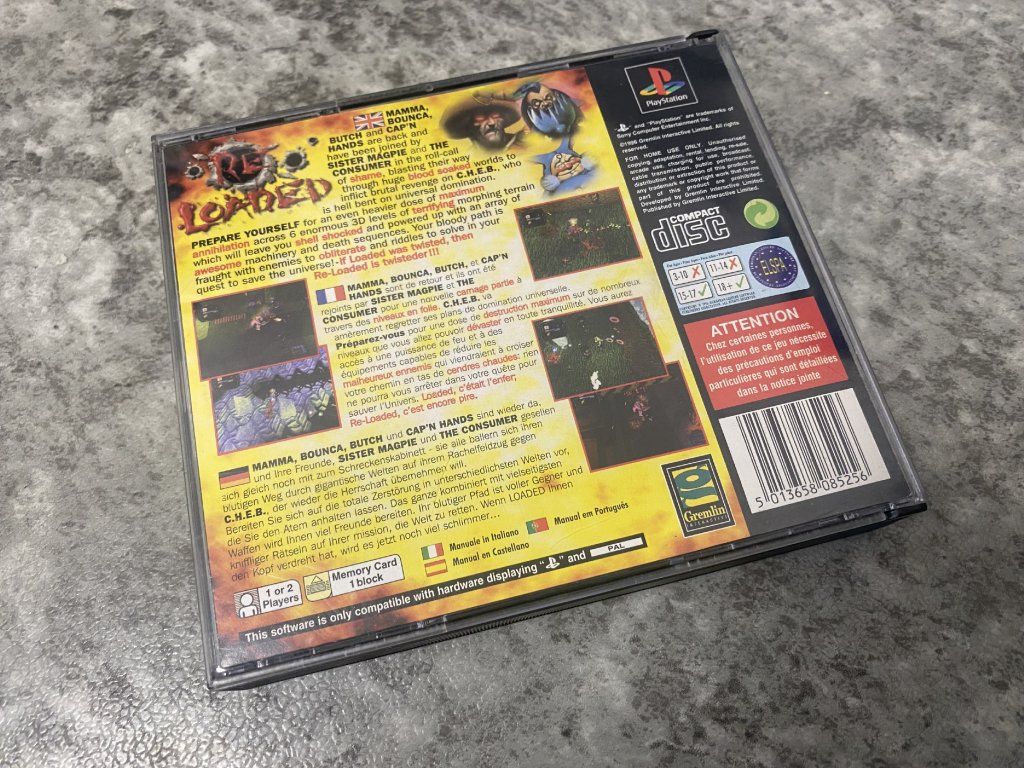 RE
LOADED
MAMMA,
BOUNCA,
BUTCH and CAP'N
HANDS are back and
have been joined by
SISTER MAGPIE and THE
CONSUMER in the roll-call
of shame, blasting their way
through huge blood soaked worlds to
inflict brutal revenge on C.H.E.B., who
is hell bent on universal domination.
PREPARE YOURSELF for an even heavier dose of maximum
annihilation across 6 enormous 3D levels of terrifying morphing terrain
which will leave you shell shocked and powered up with an array of
awesome machinery and death sequences. Your bloody path is
fraught with enemies to obliterate and riddles to solve in your
quest to save the universe!-If Loaded was twisted, then
Re-Loaded is twisteder!!!
MAMMA, BOUNCA, BUTCH, et CAP'N
HANDS sont de retour et ils ont été
rejoints par SISTER MAGPIE et THE
CONSUMER pour une nouvelle carnage partie à
travers des niveaux en folie. C.H.E.B. va
amèrement regretter ses plans de domination universelle.
Préparez-vous pour une dose de destruction maximum sur de nombreux
niveaux que vous allez pouvoir dévaster en toute tranquilité. Vous aurez
accès à une puissance de feu et à des
équipements capables de réduire les
malheureux ennemis qui viendraient à croiser
votre chemin en tas de cendres chaudes: rien
ne pourra vous arrêter dans votre quête pour
sauver l'Univers. Loaded, c'était l'enfer;
Re-Loaded, c'est encore pire.
MAMMA, BOUNCA, BUTCH und CAP'N HANDS sind wieder da,
und Ihre Freunde, SISTER MAGPIE und THE CONSUMER gesellen
sich gleich noch mit zum Schreckenskabinett - sie alle ballern sich ihren
blutigen Weg durch gigantische Welten auf ihrem Rachelfeidzug gegen
C.H.E.B., der wieder die Herrschaft übernehmen will.
Bereiten Sie sich auf die totale Zerstörung in unterschiedlichsten Welten vor,
die Sie den Atem anhalten lassen. Das ganze kombiniert mit vielseitigsten
Waffen wird Ihnen viel Freunde bereiten. Ihr blutiger Pfad ist voller Gegner und
kniffliger Rätseln auf Ihrer mission, die Welt zu retten. Wenn LOADED Ihnen
den Kopf verdreht hat, wird es jetzt noch viel schlimmer...
Manuale in Italiano
Manual em Português
Manual en Castellano
1 or 2
Players
Memory Card
1 block
This software is only compatible with hardware displaying " " and PAL
Gremlin
INTERACTIVE
PlayStation
" " and "PlayStation" are trademarks of
Sony Computer Entertainment Inc.
©1996 Gremlin Interactive Limited. All rights
reserved.
FOR HOME USE ONLY. Unauthorised
copying adaptation, rental, lending, re-sale,
arcade use, charging for use, broadcast,
cable transmission, public performance,
distribution or extraction of this product or
any trademark or copyright work that forms
part of this product are prohibited.
Developed by Gremlin Interactive Limited.
Published by Gremlin Interactive Limited.
COMPACT
disc
3-10 11-14
15-17 18+
ELSPA
ATTENTION
Chez certaines personnes,
l'utilisation de ce jeu nécessite
des précautions d'emploi
particulières qui sont détaillées
dans la notice jointe
5 013658 085256